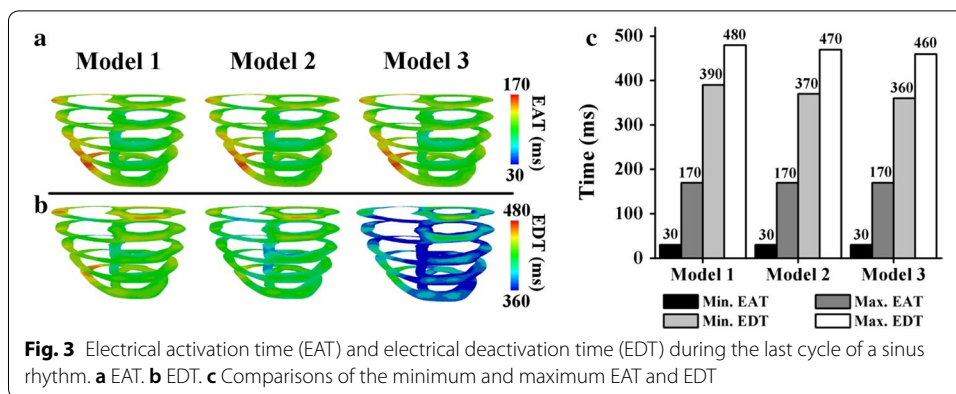 a
Model 1 Model 2 Model 3
170
EAT (ms)
30
b
480
EDT (ms)
360
c
500
400
300
200
100
0
Time (ms)
30 170 390 480
30 170 370 470
30 170 360 460
Model 1 Model 2 Model 3
Min. EAT Max. EAT
Min. EDT Max. EDT
Fig. 3 Electrical activation time (EAT) and electrical deactivation time (EDT) during the last cycle of a sinus
rhythm. a EAT. b EDT. c Comparisons of the minimum and maximum EAT and EDT